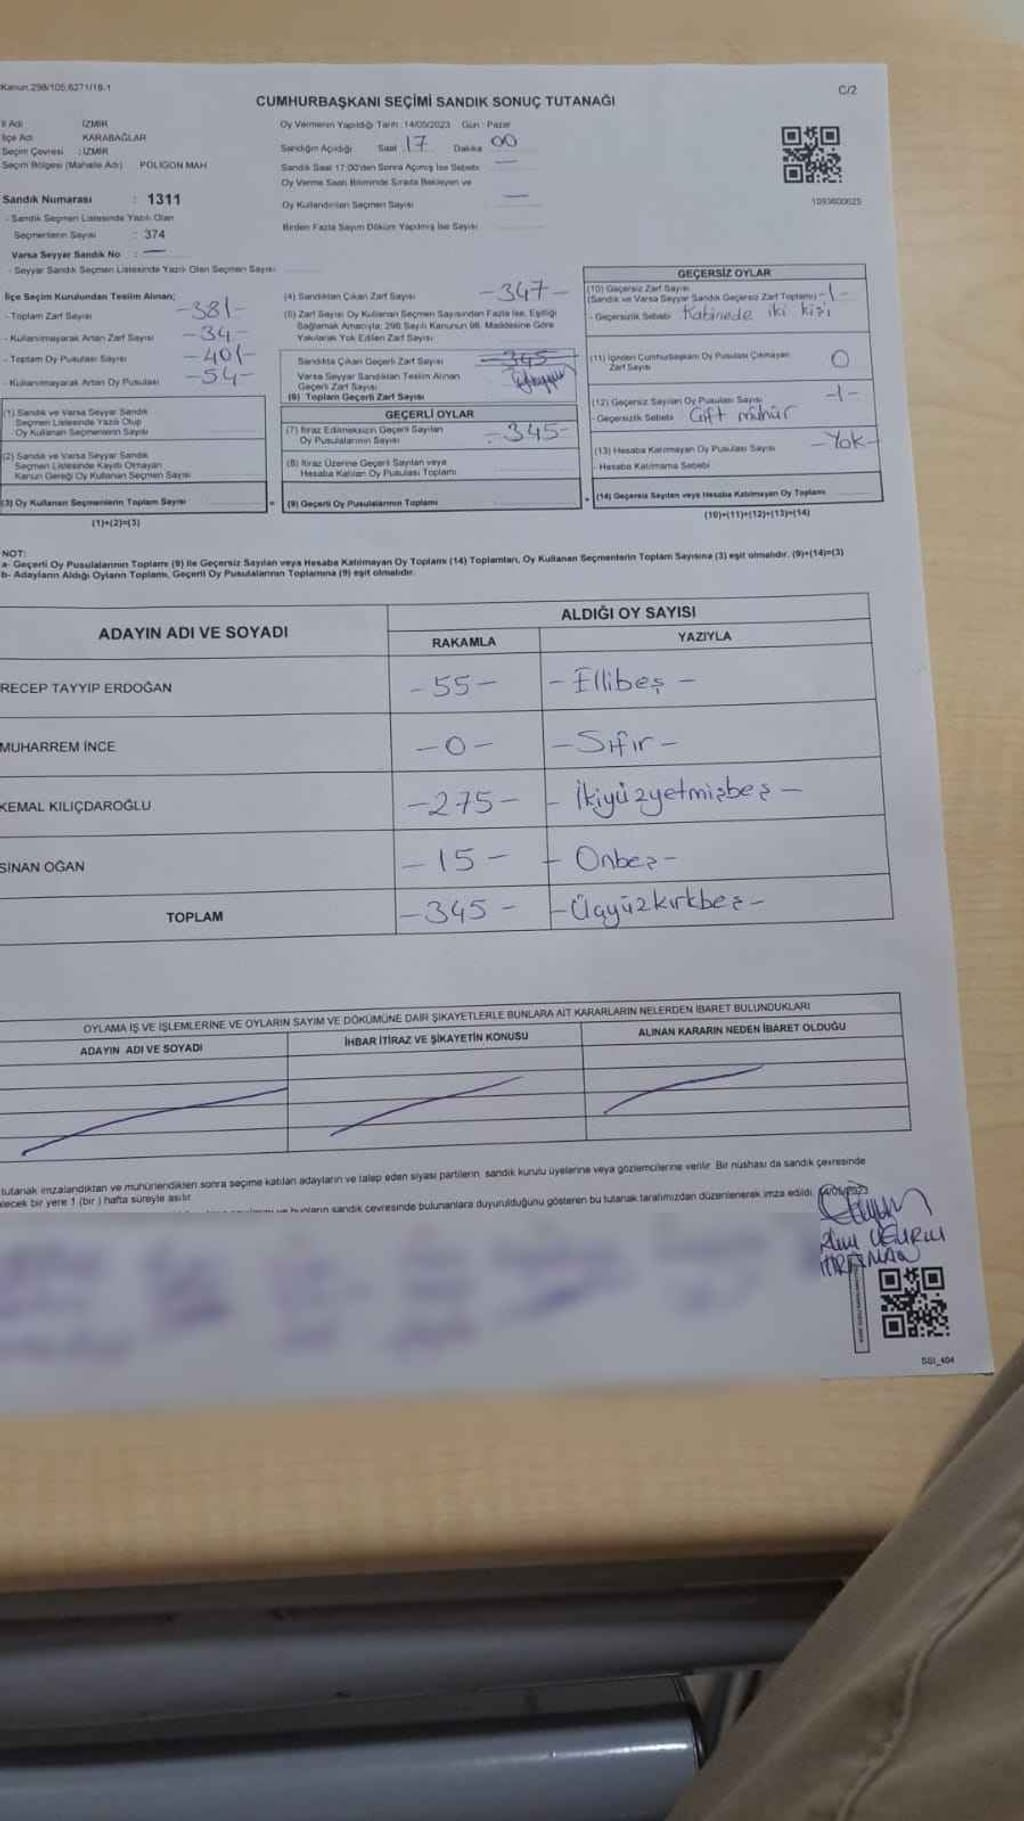 Kanun 298/105,6271/18-1
C/2
CUMHURBAŞKANI SEÇİMİ SANDIK SONUÇ TUTANAĞI
İl Adı İZMİR
İlçe Adı KARABAĞLAR
Seçim Çevresi : İZMİR
Seçim Bölgesi (Mahalle Adı) POLİGON MAH
Sandık Numarası : 1311
- Sandık Seçmen Listesinde Yazılı Olan
Seçmenlerin Sayısı : 374
Varsa Seyyar Sandık No : —
- Seyyar Sandık Seçmen Listesinde Yazılı Olan Seçmen Sayısı
Oy Vermenin Yapıldığı Tarih :14/05/2023 Gün : Pazar
Sandığın Açıldığı Saat 17 Dakika 00
Sandık Saat 17:00'den Sonra Açılmış İse Sebebi —
Oy Verme Saati Bitiminde Sırada Bekleyen ve
Oy Kullandırılan Seçmen Sayısı —
Birden Fazla Sayım Döküm Yapılmış İse Sayısı
1093600025
İlçe Seçim Kurulundan Teslim Alınan;
- Toplam Zarf Sayısı -381-
- Kullanılmayarak Artan Zarf Sayısı -34-
- Toplam Oy Pusulası Sayısı -401-
- Kullanılmayarak Artan Oy Pusulası -54-
(1) Sandık ve Varsa Seyyar Sandık
Seçmen Listesinde Yazılı Olup
Oy Kullanan Seçmenlerin Sayısı
(2) Sandık ve Varsa Seyyar Sandık
Seçmen Listesinde Kayıtlı Olmayan
Kanun Gereği Oy Kullanan Seçmen Sayısı
(3) Oy Kullanan Seçmenlerin Toplam Sayısı
(1)+(2)=(3)
(4) Sandıktan Çıkan Zarf Sayısı -347-
(5) Zarf Sayısı Oy Kullanan Seçmen Sayısından Fazla İse, Eşitliği
Sağlamak Amacıyla, 298 Sayılı Kanunun 98. Maddesine Göre
Yakılarak Yok Edilen Zarf Sayısı
Sandıkta Çıkan Geçerli Zarf Sayısı -345-
Varsa Seyyar Sandıktan Teslim Alınan
Geçerli Zarf Sayısı
(6) Toplam Geçerli Zarf Sayısı
GEÇERLİ OYLAR
(7) İtiraz Edilmeksizin Geçerli Sayılan
Oy Pusulalarının Sayısı -345-
(8) İtiraz Üzerine Geçerli Sayılan veya
Hesaba Katılan Oy Pusulası Toplamı
= (9) Geçerli Oy Pusulalarının Toplamı
GEÇERSİZ OYLAR
(10) Geçersiz Zarf Sayısı
(Sandık ve Varsa Seyyar Sandık Geçersiz Zarf Toplamı) -1-
- Geçersizlik Sebebi Kabinede iki kişi
(11) İçinden Cumhurbaşkanı Oy Pusulası Çıkmayan
Zarf Sayısı 0
(12) Geçersiz Sayılan Oy Pusulası Sayısı -1-
- Geçersizlik Sebebi Çift mühür
(13) Hesaba Katılmayan Oy Pusulası Sayısı -Yok-
- Hesaba Katılmama Sebebi
+ (14) Geçersiz Sayılan veya Hesaba Katılmayan Oy Toplamı
(10)+(11)+(12)+(13)=(14)
NOT:
a- Geçerli Oy Pusulalarının Toplamı (9) ile Geçersiz Sayılan veya Hesaba Katılmayan Oy Toplamı (14) Toplamları, Oy Kullanan Seçmenlerin Toplam Sayısına (3) eşit olmalıdır. (9)+(14)=(3)
b- Adayların Aldığı Oyların Toplamı, Geçerli Oy Pusulalarının Toplamına (9) eşit olmalıdır.
ADAYIN ADI VE SOYADI ALDIĞI OY SAYISI
RAKAMLA YAZIYLA
RECEP TAYYIP ERDOĞAN -55- -Ellibeş-
MUHARREM İNCE -0- -Sıfır-
KEMAL KILIÇDAROĞLU -275- -İkiyüzyetmişbeş-
SİNAN OĞAN -15- -Onbeş-
TOPLAM -345- -Üçyüzkırkbeş-
OYLAMA İŞ VE İŞLEMLERİNE VE OYLARIN SAYIM VE DÖKÜMÜNE DAİR ŞİKAYETLERLE BUNLARA AİT KARARLARIN NELERDEN İBARET BULUNDUKLARI
ADAYIN ADI VE SOYADI İHBAR İTİRAZ VE ŞİKAYETİN KONUSU ALINAN KARARIN NEDEN İBARET OLDUĞU
tutanak imzalandıktan ve mühürlendikten sonra seçime katılan adayların ve talep eden siyasi partilerin, sandık kurulu üyelerine veya gözlemcilerine verilir. Bir nüshası da sandık çevresinde
ecek bir yere 1 (bir ) hafta süreyle asılır.
sandık çevresinde bulunanlara duyurulduğunu gösteren bu tutanak tarafımızdan düzenlenerek imza edildi.
SSI_404